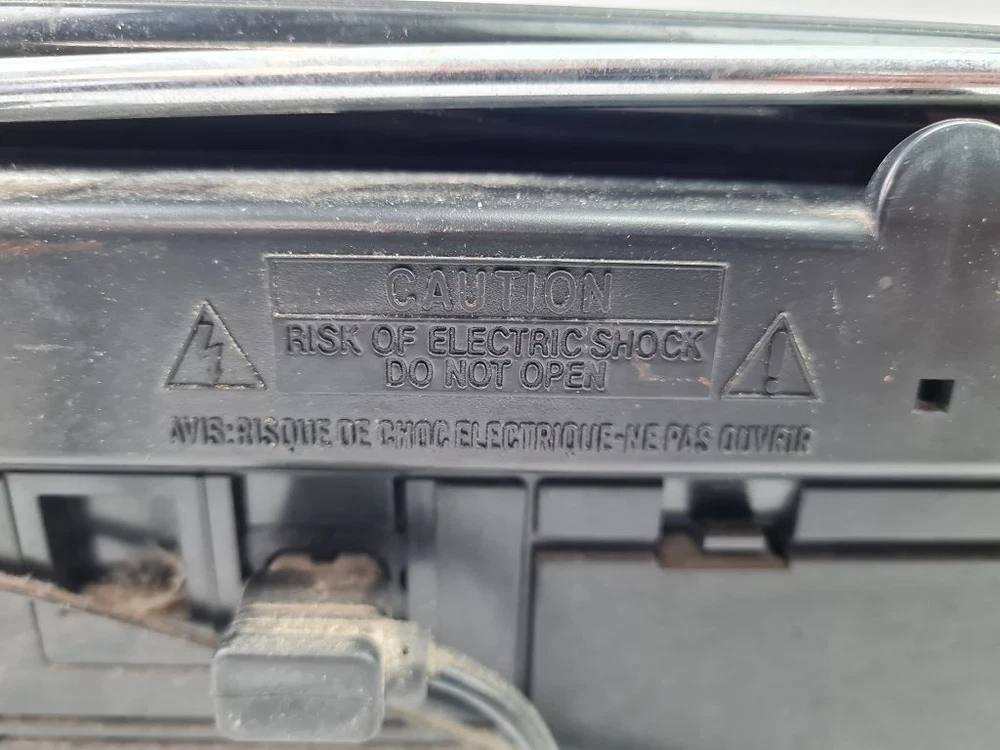 CAUTION
RISK OF ELECTRIC SHOCK
DO NOT OPEN
AVIS:RISQUE DE CHOC ELECTRIQUE-NE PAS OUVRIR